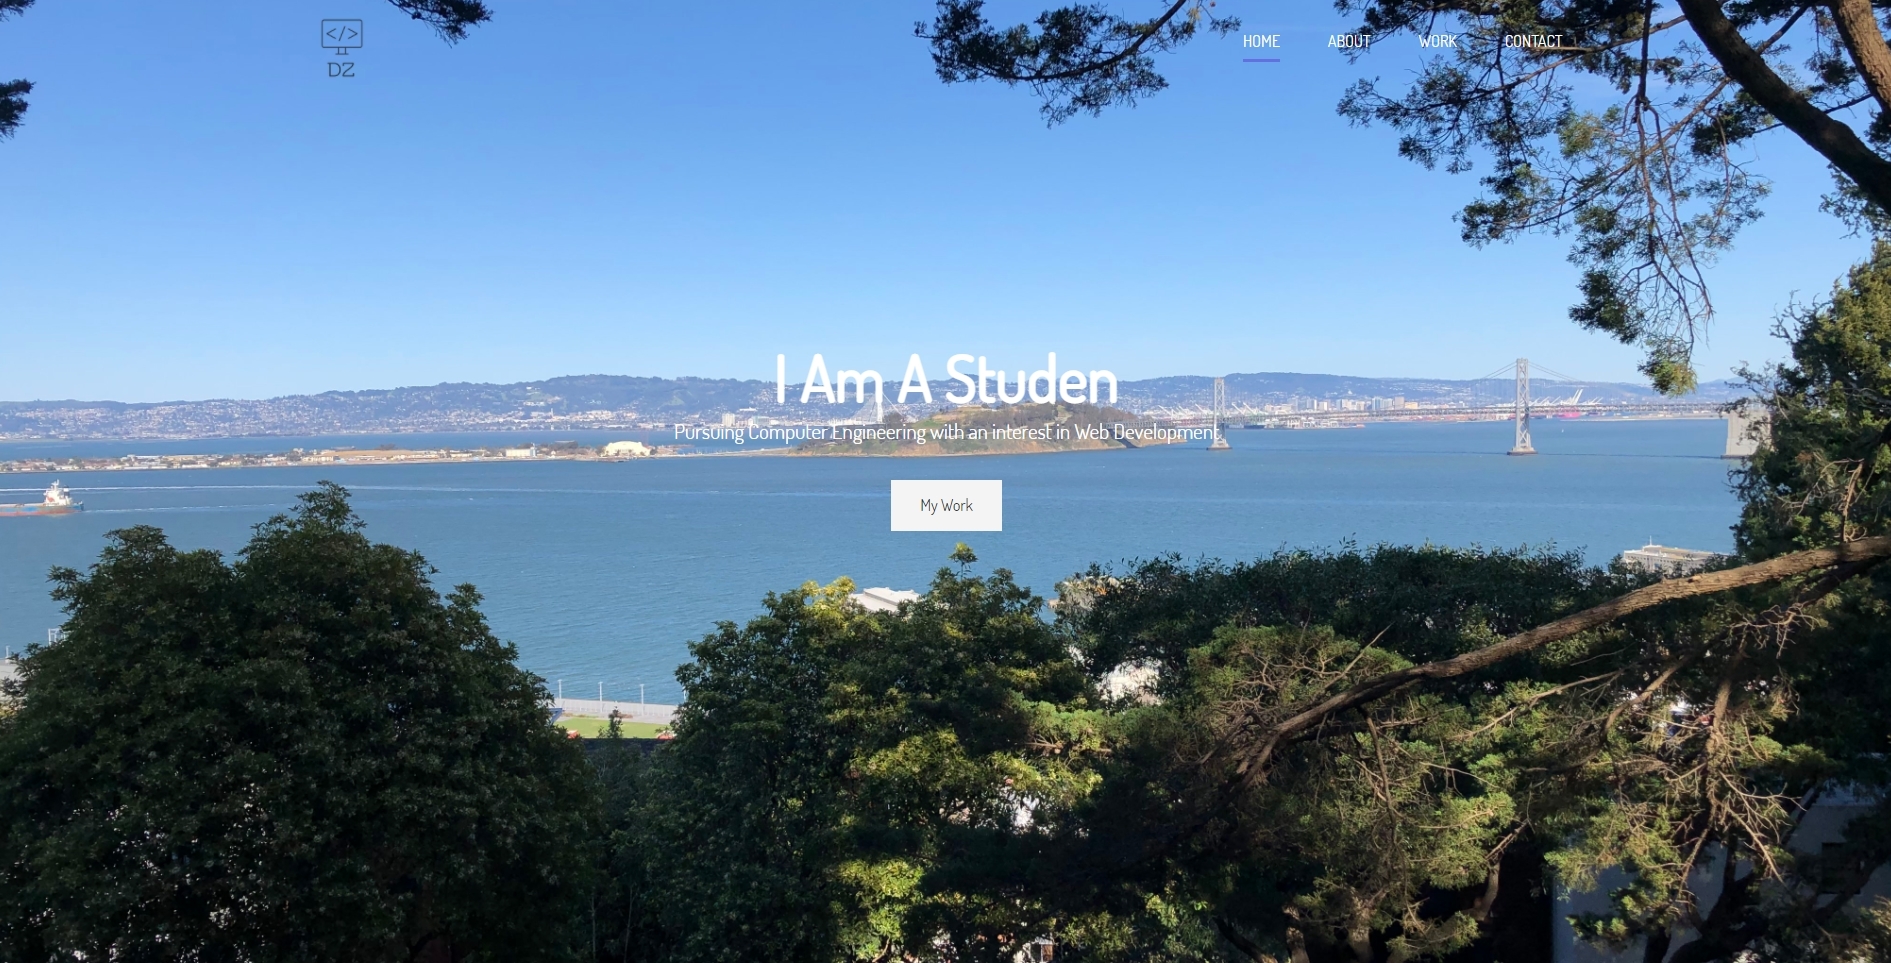 </>
DZ
HOME ABOUT WORK CONTACT
I Am A Studen
Pursuing Computer Engineering with an interest in Web Development
My Work